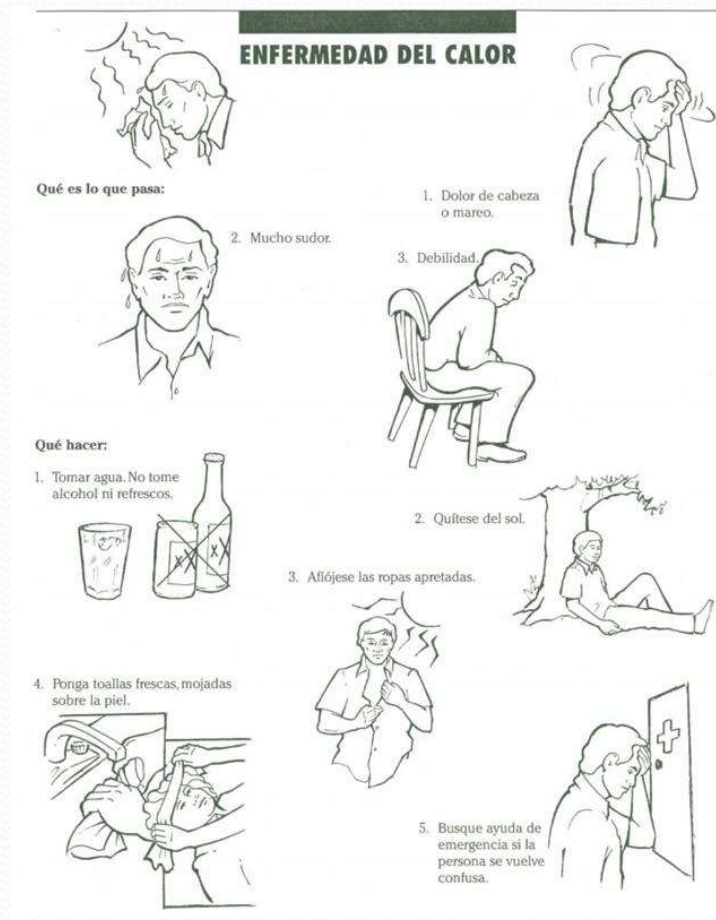 ENFERMEDAD DEL CALOR
Qué es lo que pasa:
1. Dolor de cabeza
o mareo.
2. Mucho sudor.
3. Debilidad.
Qué hacer:
1. Tomar agua. No tome
alcohol ni refrescos.
XX
XX
2. Quítese del sol.
3. Aflójese las ropas apretadas.
4. Ponga toallas frescas, mojadas
sobre la piel.
5. Busque ayuda de
emergencia si la
persona se vuelve
confusa.